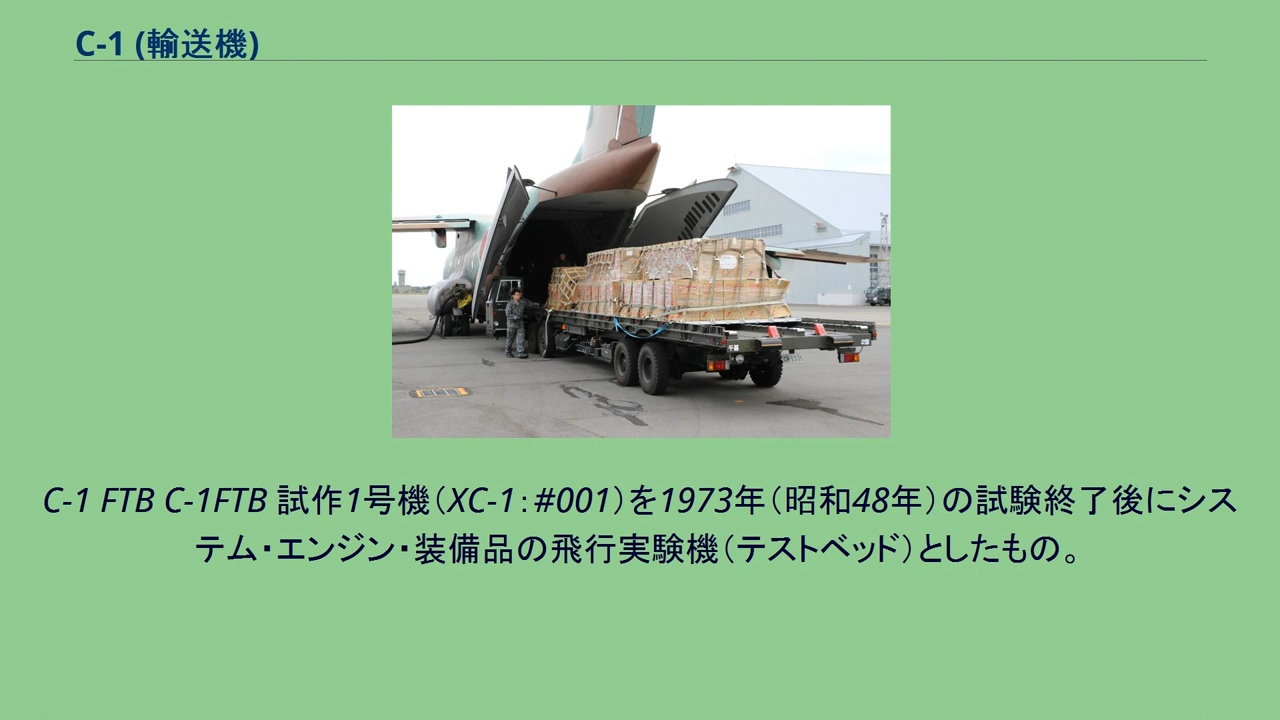 C-1 (輸送機)
C-1 FTB C-1FTB 試作1号機（XC-1：#001）を1973年（昭和48年）の試験終了後にシス
テム・エンジン・装備品の飛行実験機（テストベッド）としたもの。